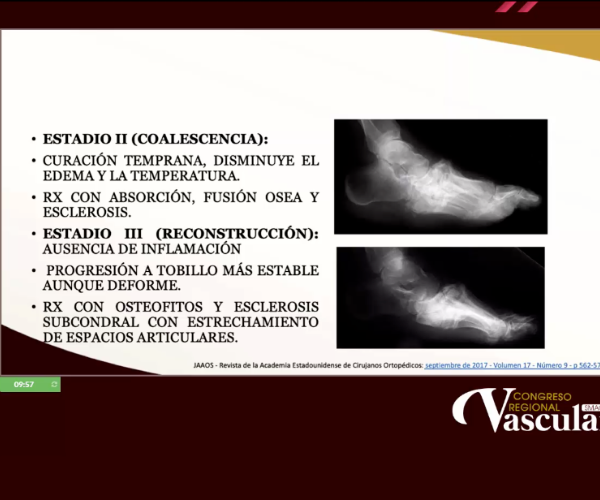 • ESTADIO II (COALESCENCIA):
• CURACIÓN TEMPRANA, DISMINUYE EL
EDEMA Y LA TEMPERATURA.
• RX CON ABSORCIÓN, FUSIÓN OSEA Y
ESCLEROSIS.
• ESTADIO III (RECONSTRUCCIÓN):
AUSENCIA DE INFLAMACIÓN
• PROGRESIÓN A TOBILLO MÁS ESTABLE
AUNQUE DEFORME.
• RX CON OSTEOFITOS Y ESCLEROSIS
SUBCONDRAL CON ESTRECHAMIENTO
DE ESPACIOS ARTICULARES.
JAAOS - Revista de la Academia Estadounidense de Cirujanos Ortopédicos: septiembre de 2017 - Volumen 17 - Número 9 - p 562-57
09:57
CONGRESO
REGIONAL
Vascula